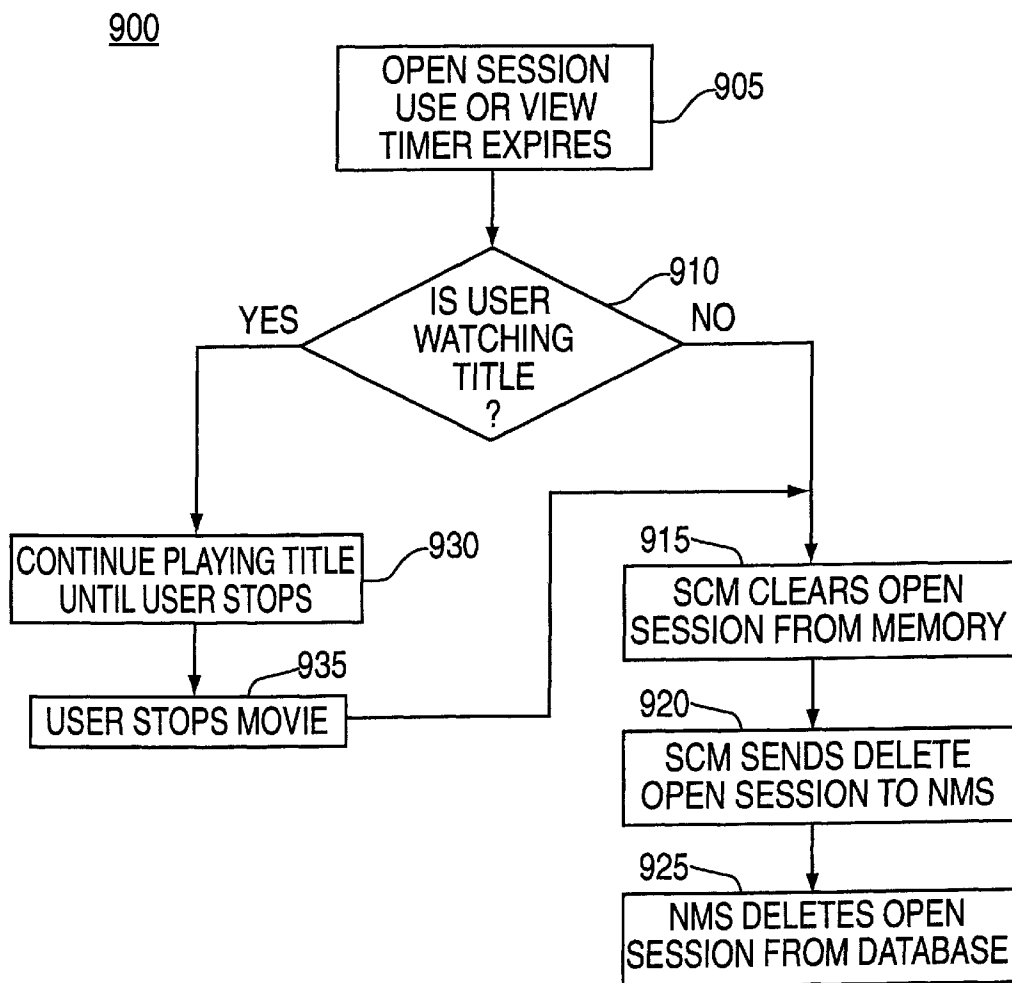 900
OPEN SESSION
USE OR VIEW
TIMER EXPIRES
905
910
IS USER
WATCHING
TITLE
?
YES
NO
CONTINUE PLAYING TITLE
UNTIL USER STOPS
930
935
USER STOPS MOVIE
915
SCM CLEARS OPEN
SESSION FROM MEMORY
920
SCM SENDS DELETE
OPEN SESSION TO NMS
925
NMS DELETES OPEN
SESSION FROM DATABASE